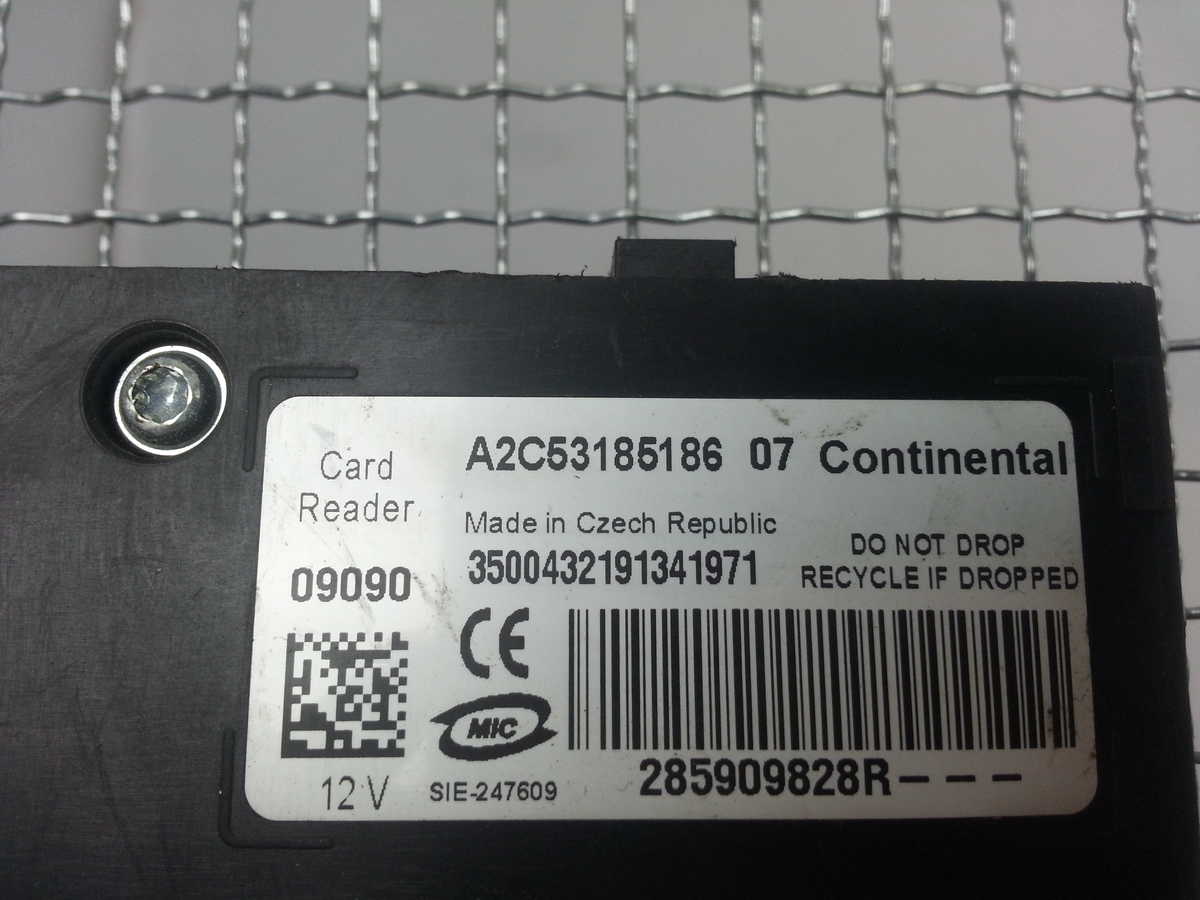 Card
Reader
09090
A2C53185186 07 Continental
Made in Czech Republic
3500432191341971
DO NOT DROP
RECYCLE IF DROPPED
CE
MIC
12 V
SIE-247609
285909828R---